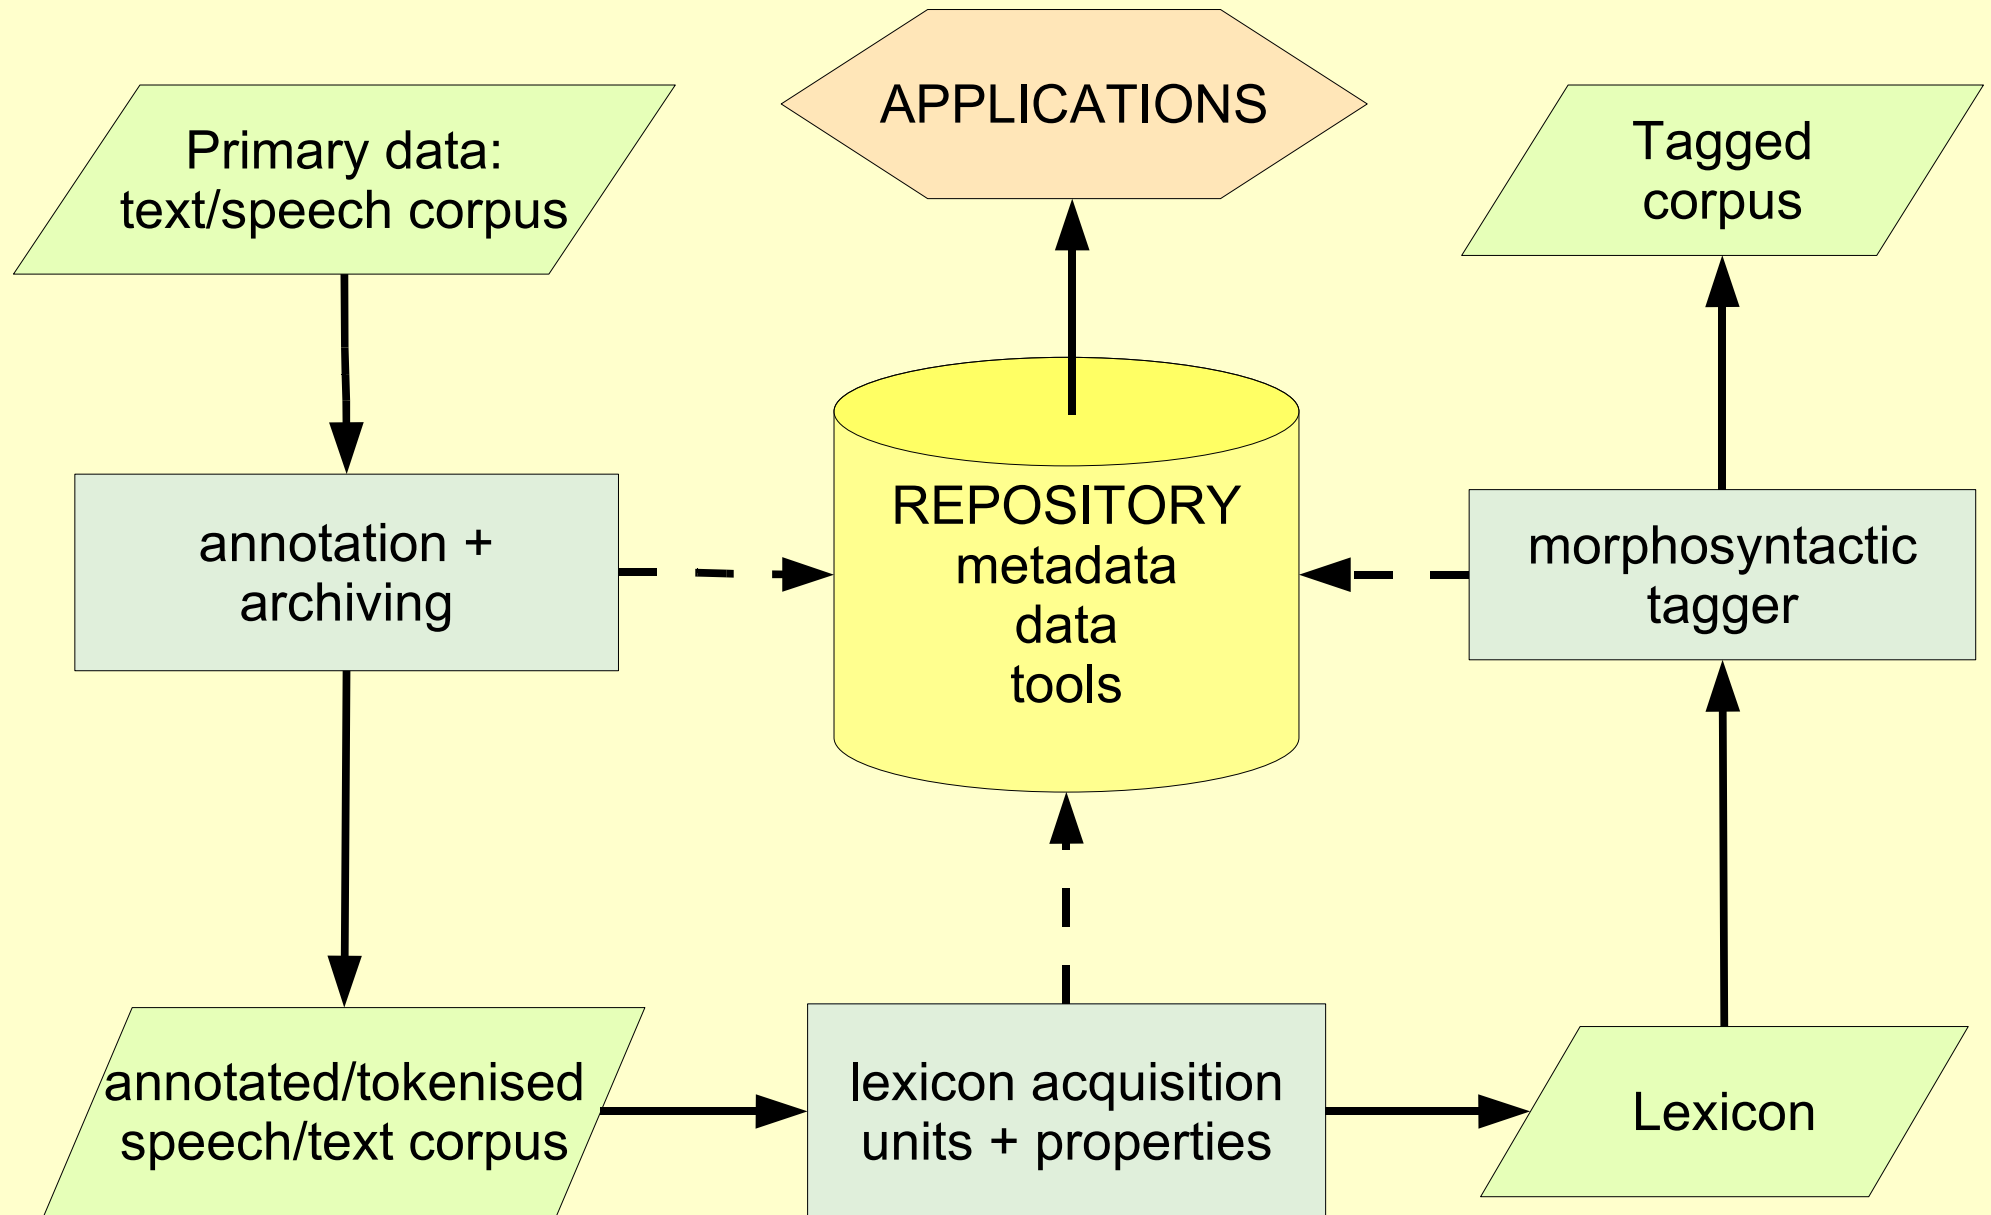 APPLICATIONS
Primary data:
text/speech corpus
Tagged
corpus
annotation +
archiving
REPOSITORY
metadata
data
tools
morphosyntactic
tagger
annotated/tokenised
speech/text corpus
lexicon acquisition
units + properties
Lexicon